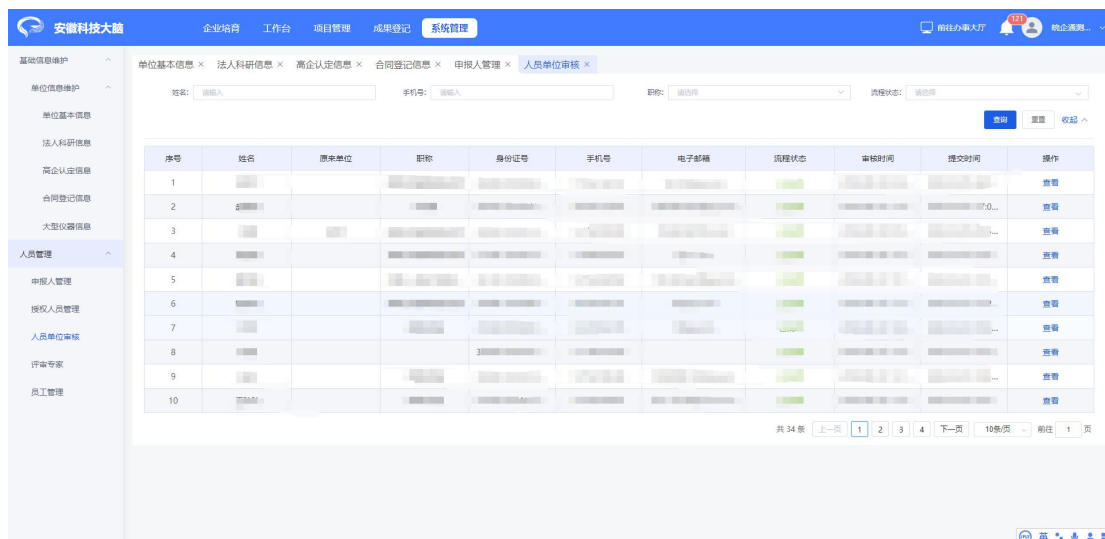 安徽科技大脑 企业培育 工作台 项目管理 成果登记 系统管理 前往办事大厅 121 皖企通测...
基础信息维护
单位信息维护
单位基本信息
法人科研信息
高企认定信息
合同登记信息
大型仪器信息
人员管理
申报人管理
授权人员管理
人员单位审核
评审专家
员工管理
单位基本信息 × 法人科研信息 × 高企认定信息 × 合同登记信息 × 申报人管理 × 人员单位审核 ×
姓名: 请输入 手机号: 请输入 职称: 请选择 流程状态: 请选择
查询 重置 收起
序号 姓名 原来单位 职称 身份证号 手机号 电子邮箱 流程状态 审核时间 提交时间 操作
1 查看
2 查看
3 查看
4 查看
5 查看
6 查看
7 查看
8 查看
9 查看
10 查看
共 34 条 上一页 1 2 3 4 下一页 10条/页 前往 1 页
英